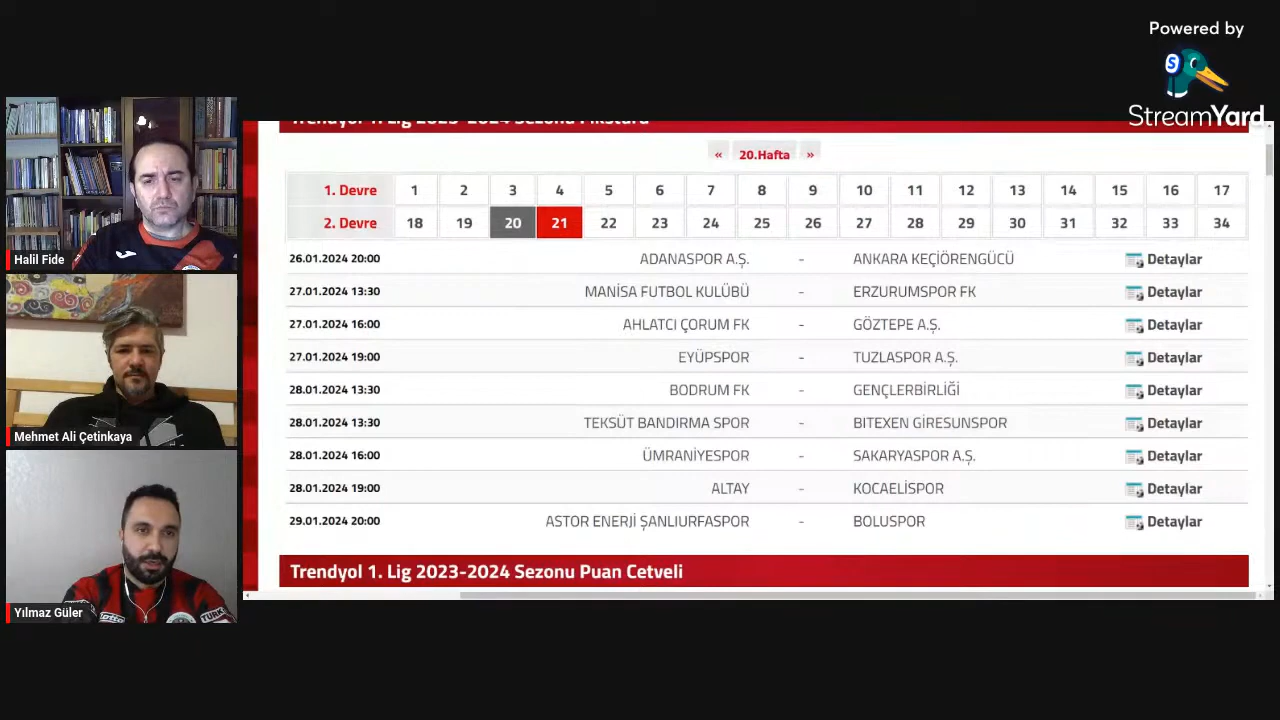 Powered by
StreamYard
Trendyol 1. Lig 2023-2024 Sezonu Fikstürü
« 20.Hafta »
1. Devre 1 2 3 4 5 6 7 8 9 10 11 12 13 14 15 16 17
2. Devre 18 19 20 21 22 23 24 25 26 27 28 29 30 31 32 33 34
26.01.2024 20:00 ADANASPOR A.Ş. - ANKARA KEÇİÖRENGÜCÜ Detaylar
27.01.2024 13:30 MANİSA FUTBOL KULÜBÜ - ERZURUMSPOR FK Detaylar
27.01.2024 16:00 AHLATCI ÇORUM FK - GÖZTEPE A.Ş. Detaylar
27.01.2024 19:00 EYÜPSPOR - TUZLASPOR A.Ş. Detaylar
28.01.2024 13:30 BODRUM FK - GENÇLERBİRLİĞİ Detaylar
28.01.2024 13:30 TEKSÜT BANDIRMA SPOR - BITEXEN GİRESUNSPOR Detaylar
28.01.2024 16:00 ÜMRANİYESPOR - SAKARYASPOR A.Ş. Detaylar
28.01.2024 19:00 ALTAY - KOCAELİSPOR Detaylar
29.01.2024 20:00 ASTOR ENERJİ ŞANLIURFASPOR - BOLUSPOR Detaylar
Trendyol 1. Lig 2023-2024 Sezonu Puan Cetveli
Halil Fide
Mehmet Ali Çetinkaya
Yılmaz Güler